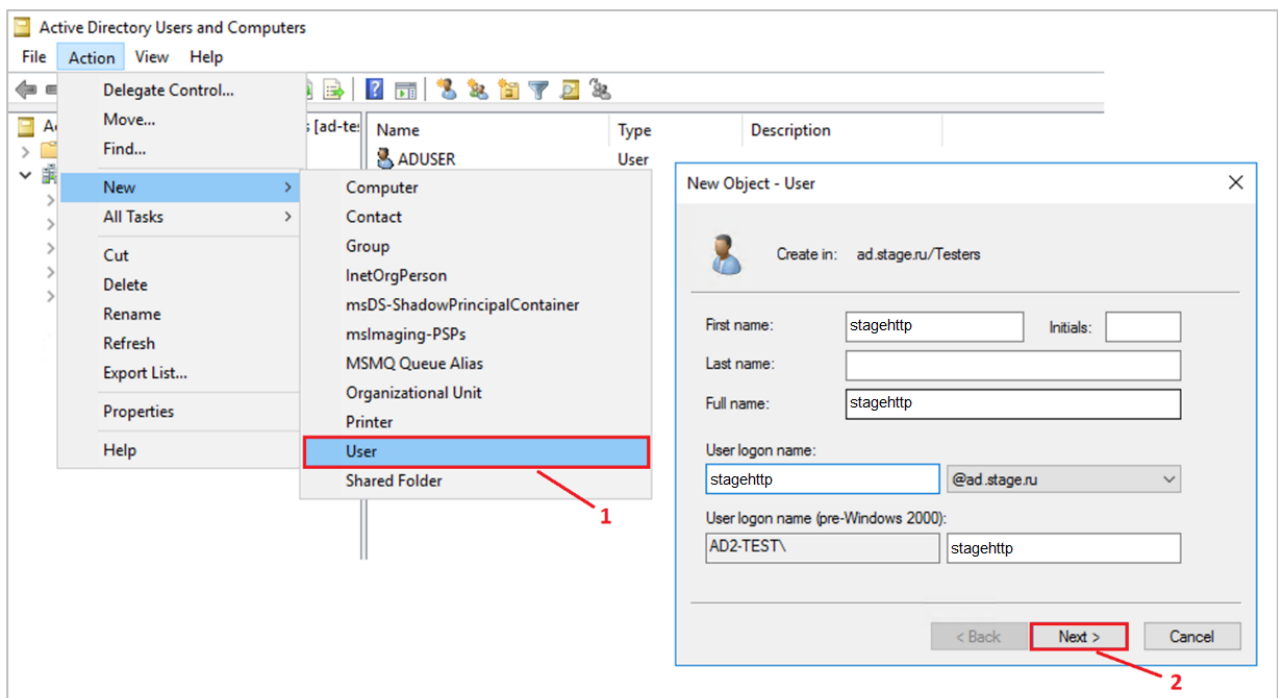 Active Directory Users and Computers
File Action View Help
Delegate Control...
Move...
Find...
New
All Tasks
Cut
Delete
Rename
Refresh
Export List...
Properties
Help
[ad-te
Name Type Description
ADUSER User
Computer
Contact
Group
InetOrgPerson
msDS-ShadowPrincipalContainer
msImaging-PSPs
MSMQ Queue Alias
Organizational Unit
Printer
User
Shared Folder
1
New Object - User
Create in: ad.stage.ru/Testers
First name: stagehttp Initials:
Last name:
Full name: stagehttp
User logon name:
stagehttp @ad.stage.ru
User logon name (pre-Windows 2000):
AD2-TEST\ stagehttp
< Back Next > Cancel
2